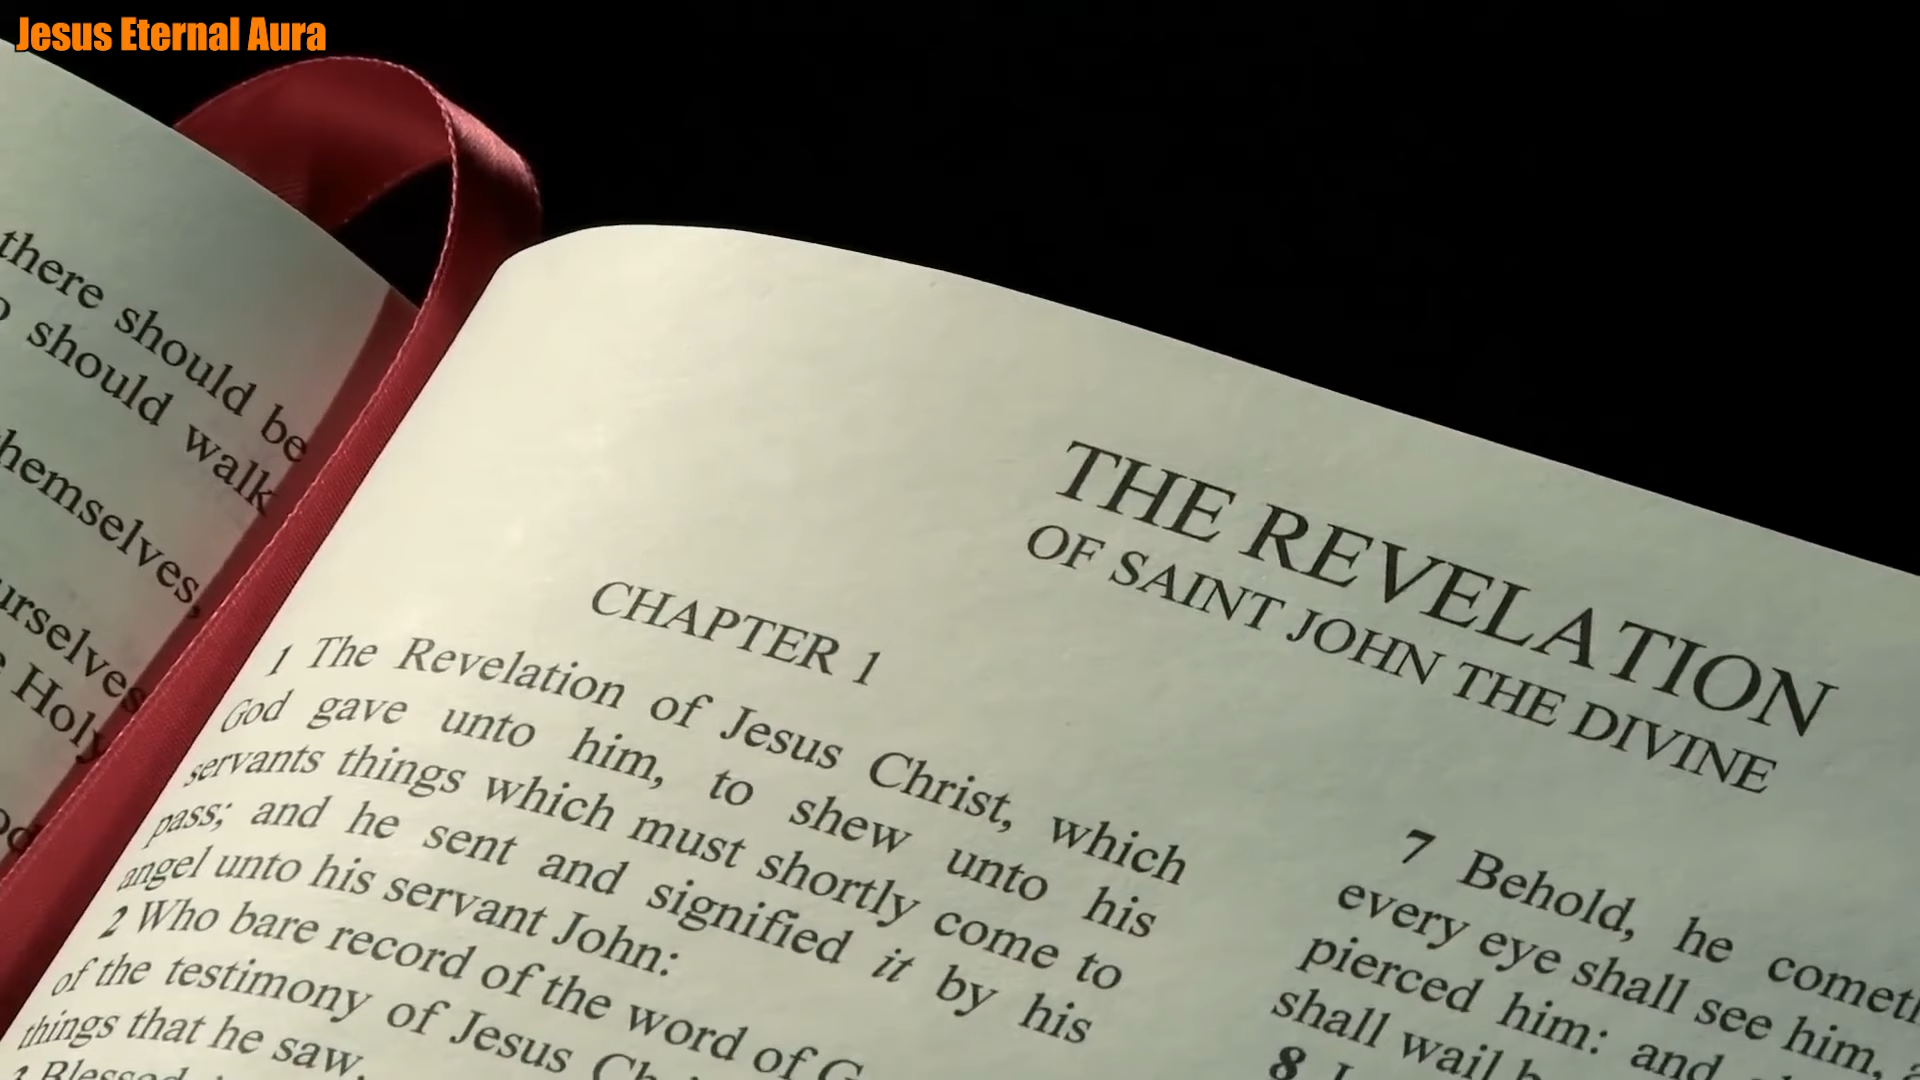 Jesus Eternal Aura
there should be
should walk
themselves,
Holy
THE REVELATION
OF SAINT JOHN THE DIVINE
CHAPTER 1
1 The Revelation of Jesus Christ, which
God gave unto him, to shew unto his
servants things which must shortly come to
pass; and he sent and signified it by his
angel unto his servant John:
2 Who bare record of the word of
of the testimony of Jesus
things that he saw.
Blessed
7 Behold, he
every eye shall see him,
pierced him: and
shall wail
8